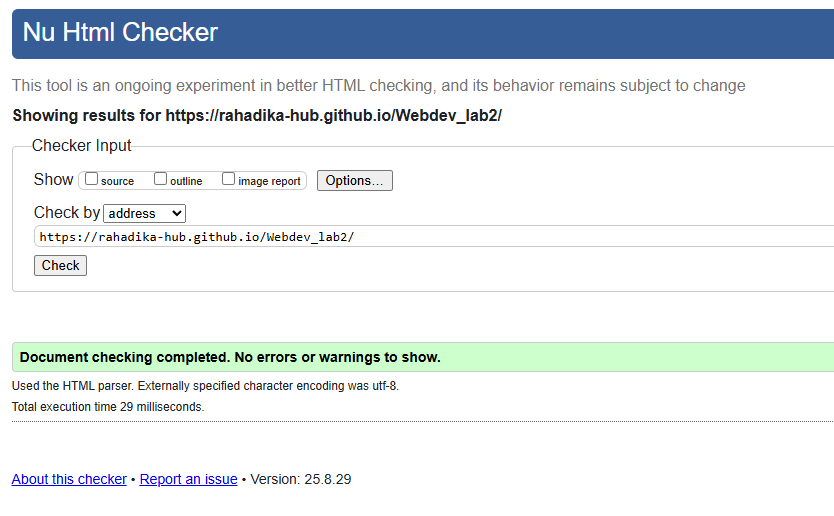 Nu Html Checker
This tool is an ongoing experiment in better HTML checking, and its behavior remains subject to change
Showing results for https://rahadika-hub.github.io/Webdev_lab2/
Checker Input
Show source outline image report Options...
Check by address
https://rahadika-hub.github.io/Webdev_lab2/
Check
Document checking completed. No errors or warnings to show.
Used the HTML parser. Externally specified character encoding was utf-8.
Total execution time 29 milliseconds.
About this checker • Report an issue • Version: 25.8.29